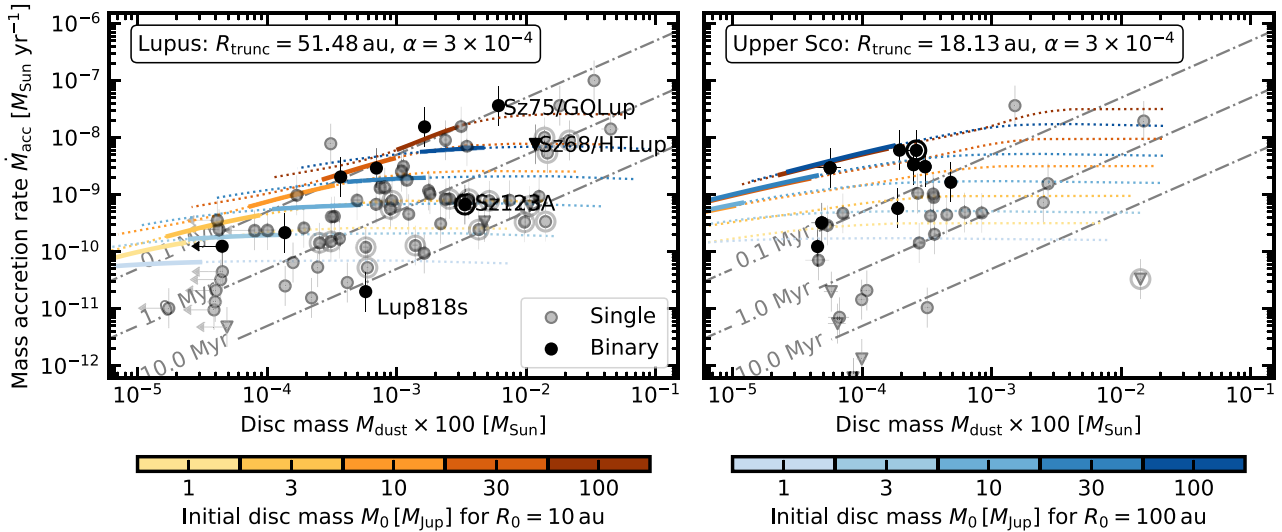 Lupus: R_trunc = 51.48 au, α = 3 × 10⁻⁴
Upper Sco: R_trunc = 18.13 au, α = 3 × 10⁻⁴
Mass accretion rate Ṁ_acc [M_Sun yr⁻¹]
10⁻⁶
10⁻⁷
10⁻⁸
10⁻⁹
10⁻¹⁰
10⁻¹¹
10⁻¹²
Sz75/GQLup
Sz68/HTLup
Sz123A
Lup818s
0.1 Myr
1.0 Myr
10.0 Myr
Single
Binary
0.1 Myr
1.0 Myr
10.0 Myr
10⁻⁵ 10⁻⁴ 10⁻³ 10⁻² 10⁻¹
10⁻⁵ 10⁻⁴ 10⁻³ 10⁻² 10⁻¹
Disc mass M_dust × 100 [M_Sun]
Disc mass M_dust × 100 [M_Sun]
1 3 10 30 100
1 3 10 30 100
Initial disc mass M₀ [M_Jup] for R₀ = 10 au
Initial disc mass M₀ [M_Jup] for R₀ = 100 au